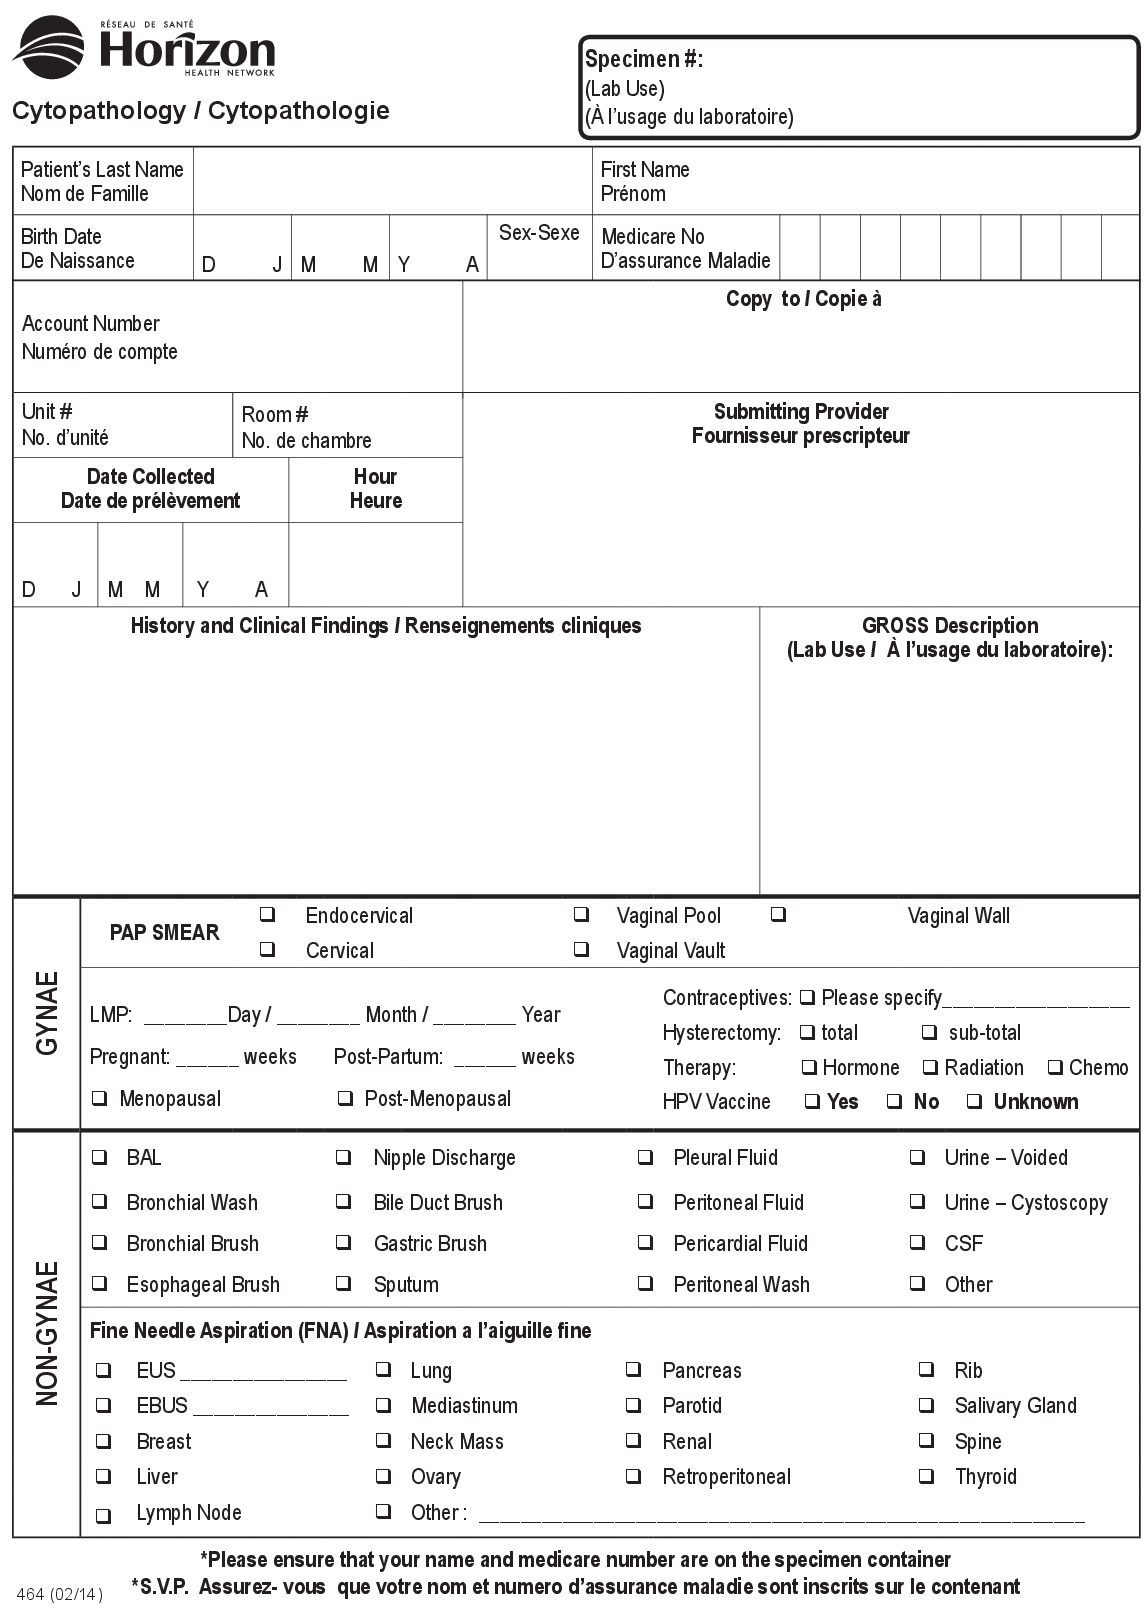 RÉSEAU DE SANTÉ
Horizon
HEALTH NETWORK
Cytopathology / Cytopathologie
Specimen #:
(Lab Use)
(À l’usage du laboratoire)
Patient’s Last Name
Nom de Famille
First Name
Prénom
Birth Date
De Naissance
D J M M Y A
Sex-Sexe
Medicare No
D’assurance Maladie
Account Number
Numéro de compte
Copy to / Copie à
Unit #
No. d’unité
Room #
No. de chambre
Submitting Provider
Fournisseur prescripteur
Date Collected
Date de prélèvement
Hour
Heure
D J M M Y A
History and Clinical Findings / Renseignements cliniques
GROSS Description
(Lab Use / À l’usage du laboratoire):
GYNAE
PAP SMEAR
❑ Endocervical ❑ Vaginal Pool ❑ Vaginal Wall
❑ Cervical ❑ Vaginal Vault
LMP: ________Day / ________ Month / ________ Year
Pregnant: ______ weeks Post-Partum: ______ weeks
❑ Menopausal ❑ Post-Menopausal
Contraceptives: ❑ Please specify__________________
Hysterectomy: ❑ total ❑ sub-total
Therapy: ❑ Hormone ❑ Radiation ❑ Chemo
HPV Vaccine ❑ Yes ❑ No ❑ Unknown
NON-GYNAE
❑ BAL ❑ Nipple Discharge ❑ Pleural Fluid ❑ Urine – Voided
❑ Bronchial Wash ❑ Bile Duct Brush ❑ Peritoneal Fluid ❑ Urine – Cystoscopy
❑ Bronchial Brush ❑ Gastric Brush ❑ Pericardial Fluid ❑ CSF
❑ Esophageal Brush ❑ Sputum ❑ Peritoneal Wash ❑ Other
Fine Needle Aspiration (FNA) / Aspiration a l’aiguille fine
❑ EUS ________________ ❑ Lung ❑ Pancreas ❑ Rib
❑ EBUS _______________ ❑ Mediastinum ❑ Parotid ❑ Salivary Gland
❑ Breast ❑ Neck Mass ❑ Renal ❑ Spine
❑ Liver ❑ Ovary ❑ Retroperitoneal ❑ Thyroid
❑ Lymph Node ❑ Other : __________________________________________________________
*Please ensure that your name and medicare number are on the specimen container
*S.V.P. Assurez- vous que votre nom et numero d’assurance maladie sont inscrits sur le contenant
464 (02/14)